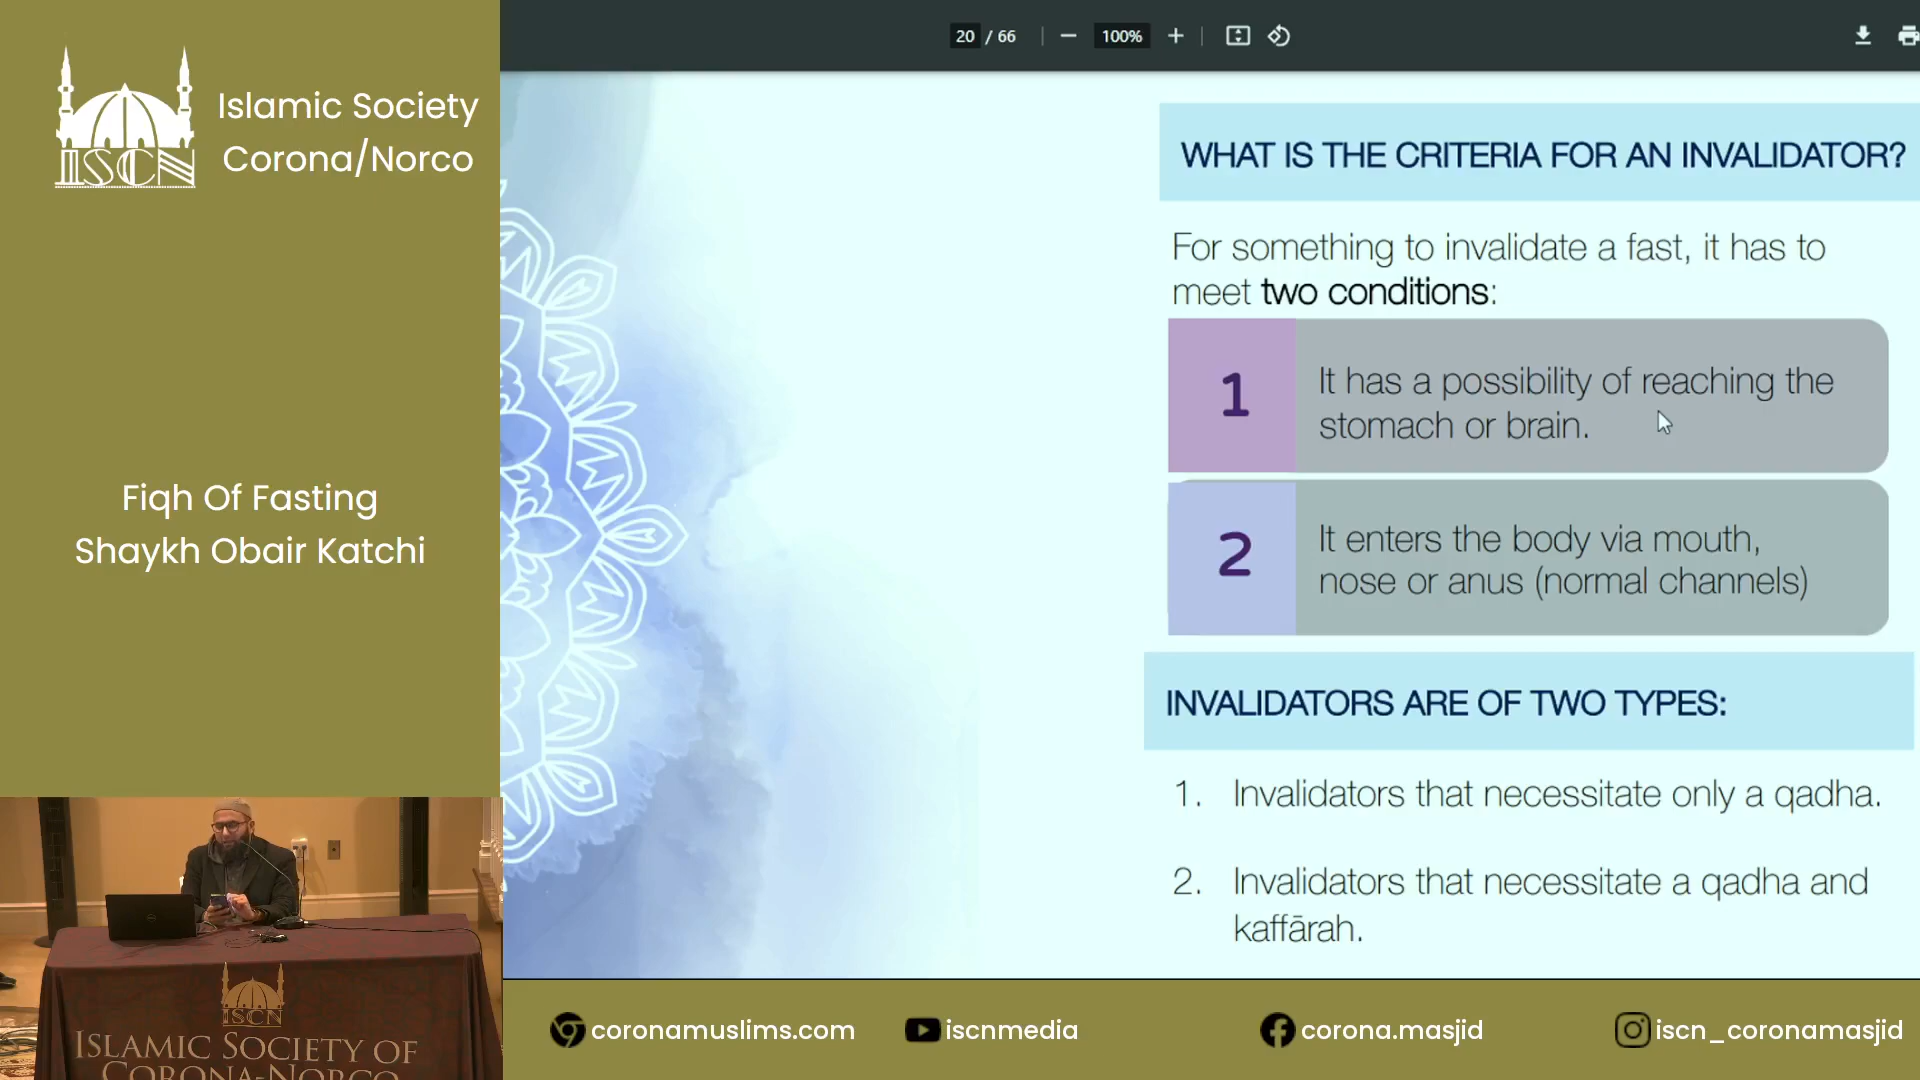 ISCN
Islamic Society
Corona/Norco
Fiqh Of Fasting
Shaykh Obair Katchi
20 / 66
100%
WHAT IS THE CRITERIA FOR AN INVALIDATOR?
For something to invalidate a fast, it has to
meet two conditions:
1
It has a possibility of reaching the
stomach or brain.
2
It enters the body via mouth,
nose or anus (normal channels)
INVALIDATORS ARE OF TWO TYPES:
1. Invalidators that necessitate only a qadha.
2. Invalidators that necessitate a qadha and
kaffārah.
ISCN
ISLAMIC SOCIETY OF
CORONA-NORCO
coronamuslims.com
iscnmedia
corona.masjid
iscn_coronamasjid